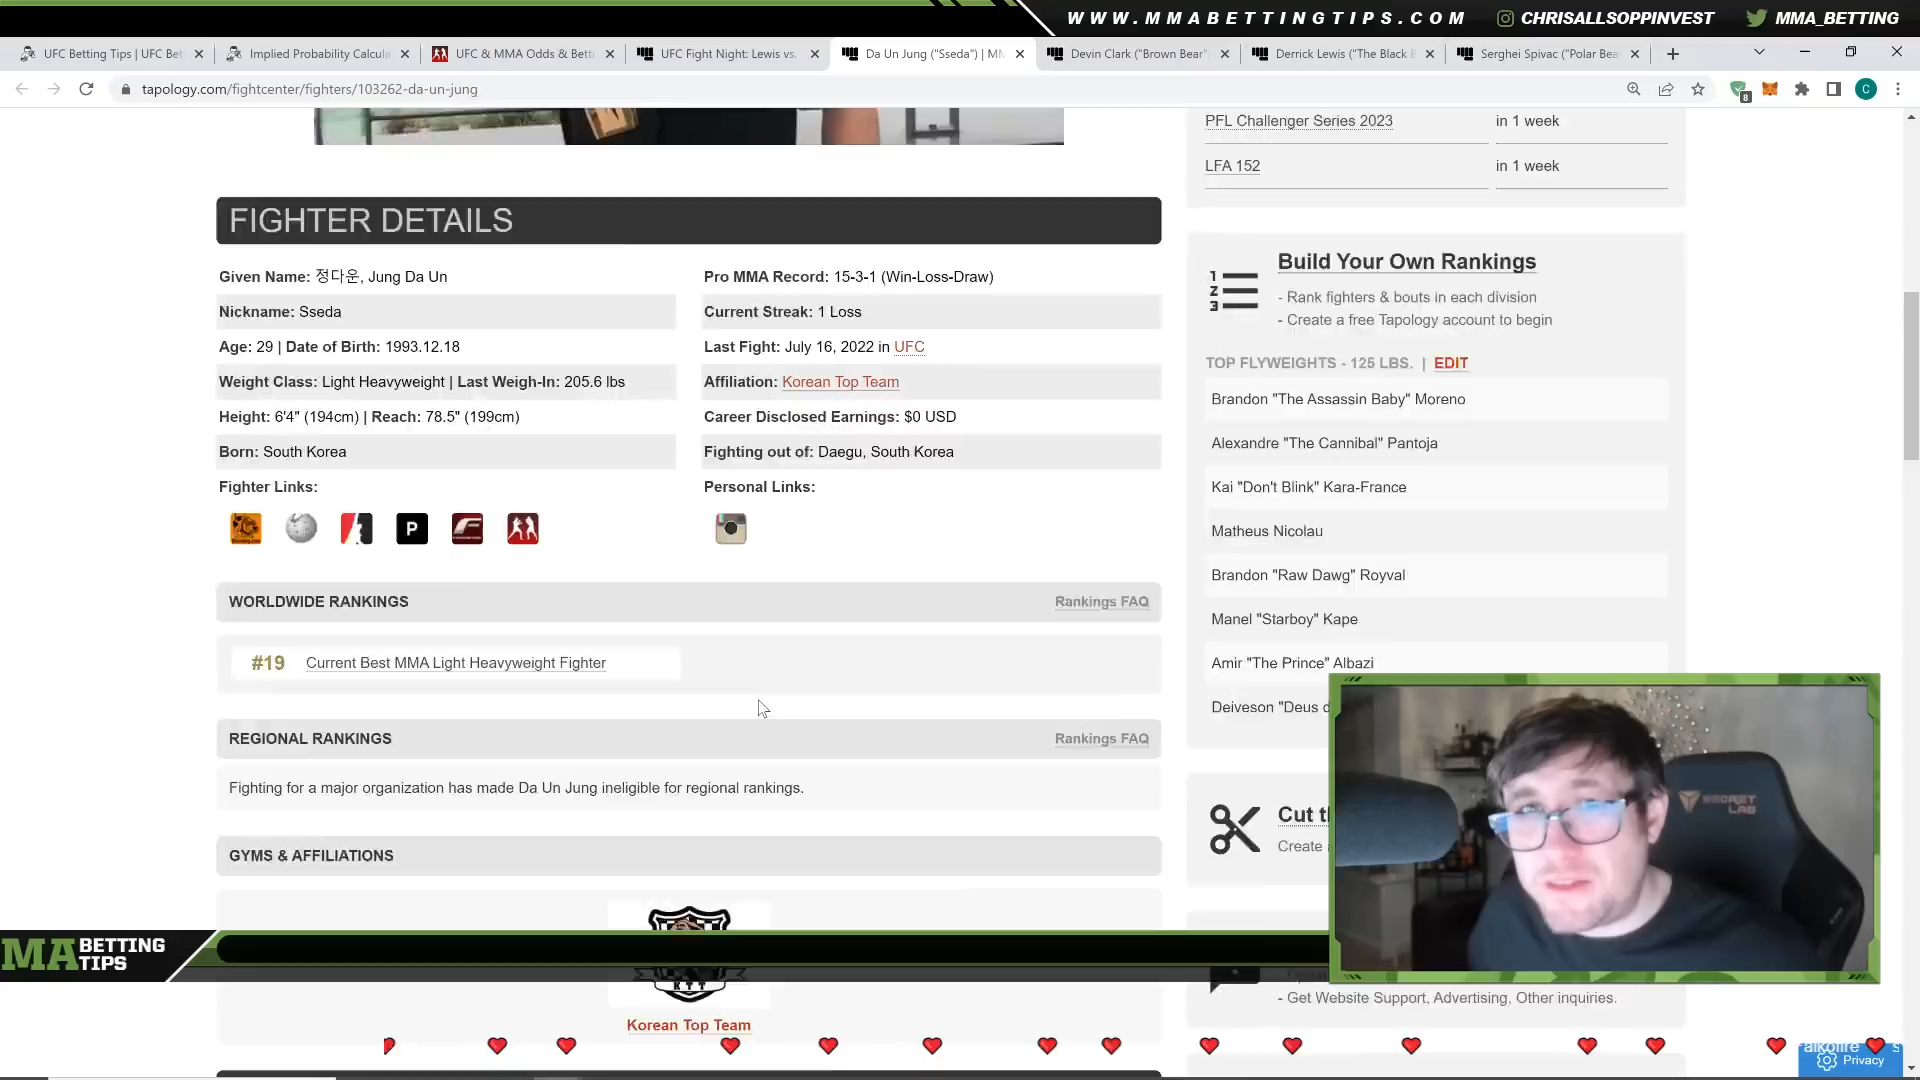 WWW.MMABETTINGTIPS.COM
CHRISALLSOPPINVEST
MMA_BETTING
UFC Betting Tips | UFC Bet
Implied Probability Calcula
UFC & MMA Odds & Betti
UFC Fight Night: Lewis vs.
Da Un Jung ("Sseda") | MM
Devin Clark ("Brown Bear"
Derrick Lewis ("The Black B
Serghei Spivac ("Polar Bea
tapology.com/fightcenter/fighters/103262-da-un-jung
8
C
PFL Challenger Series 2023 in 1 week
LFA 152 in 1 week
FIGHTER DETAILS
Given Name: 정다운, Jung Da Un
Pro MMA Record: 15-3-1 (Win-Loss-Draw)
Nickname: Sseda
Current Streak: 1 Loss
Age: 29 | Date of Birth: 1993.12.18
Last Fight: July 16, 2022 in UFC
Weight Class: Light Heavyweight | Last Weigh-In: 205.6 lbs
Affiliation: Korean Top Team
Height: 6'4" (194cm) | Reach: 78.5" (199cm)
Career Disclosed Earnings: $0 USD
Born: South Korea
Fighting out of: Daegu, South Korea
Fighter Links:
Personal Links:
P
F
WORLDWIDE RANKINGS
Rankings FAQ
#19 Current Best MMA Light Heavyweight Fighter
REGIONAL RANKINGS
Rankings FAQ
Fighting for a major organization has made Da Un Jung ineligible for regional rankings.
GYMS & AFFILIATIONS
KTT
Korean Top Team
1
2
3
Build Your Own Rankings
- Rank fighters & bouts in each division
- Create a free Tapology account to begin
TOP FLYWEIGHTS - 125 LBS. | EDIT
Brandon "The Assassin Baby" Moreno
Alexandre "The Cannibal" Pantoja
Kai "Don't Blink" Kara-France
Matheus Nicolau
Brandon "Raw Dawg" Royval
Manel "Starboy" Kape
Amir "The Prince" Albazi
Deiveson "Deus
Cut
Create
SECRET
LAB
- Get Website Support, Advertising, Other inquiries.
MA BETTING
TIPS
Privacy